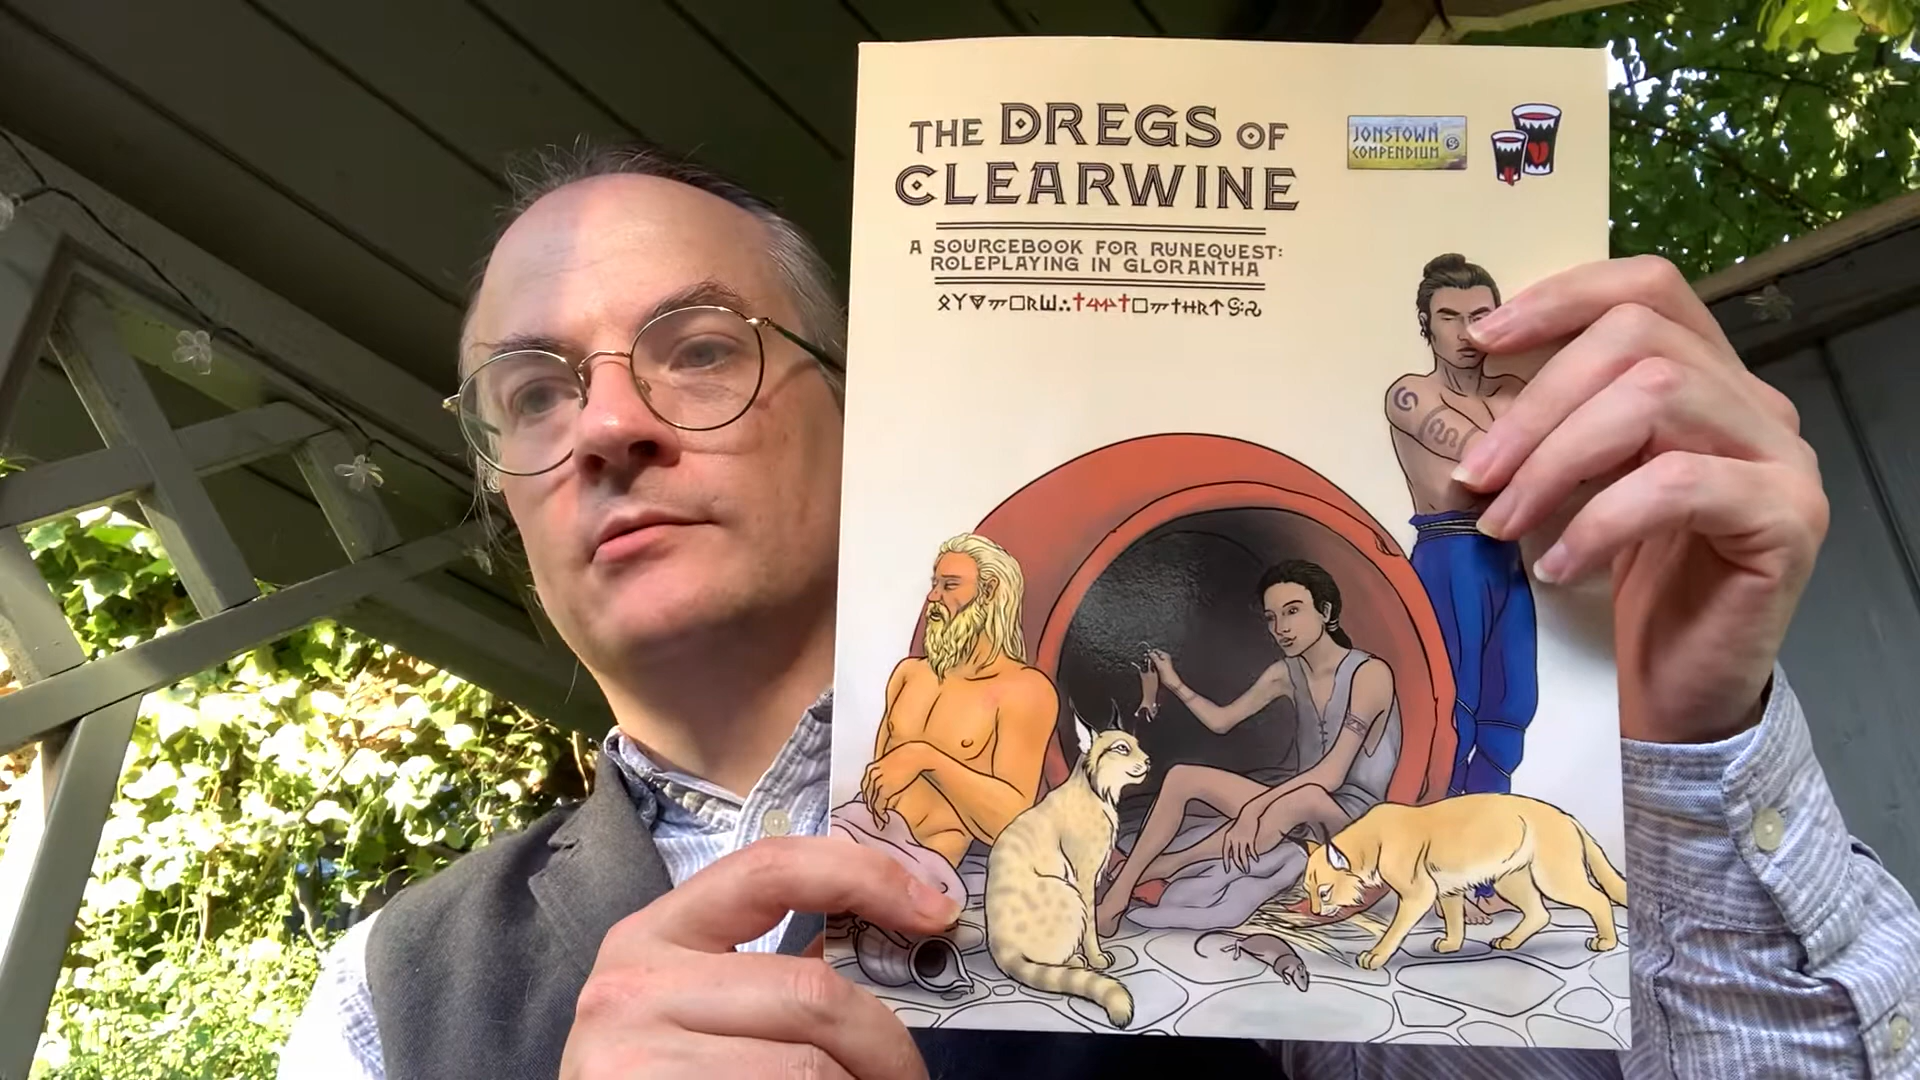 THE DREGS OF
CLEARWINE
A SOURCEBOOK FOR RUNEQUEST:
ROLEPLAYING IN GLORANTHA
JONSTOWN
COMPENDIUM